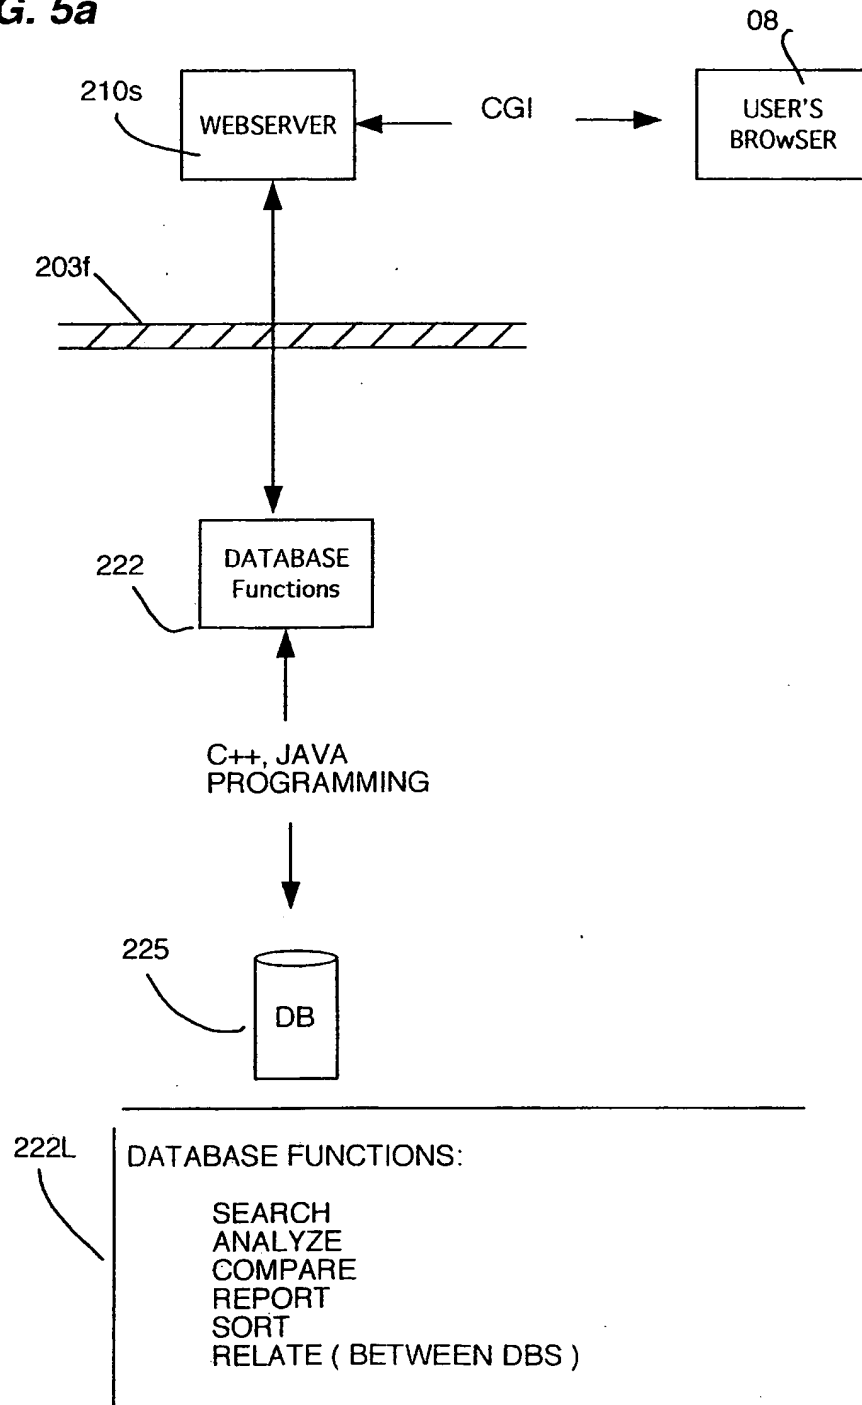 G. 5a
08
210s
WEBSERVER
CGI
USER'S
BROwSER
203f
222
DATABASE
Functions
C++, JAVA
PROGRAMMING
225
DB
222L
DATABASE FUNCTIONS:
SEARCH
ANALYZE
COMPARE
REPORT
SORT
RELATE ( BETWEEN DBS )